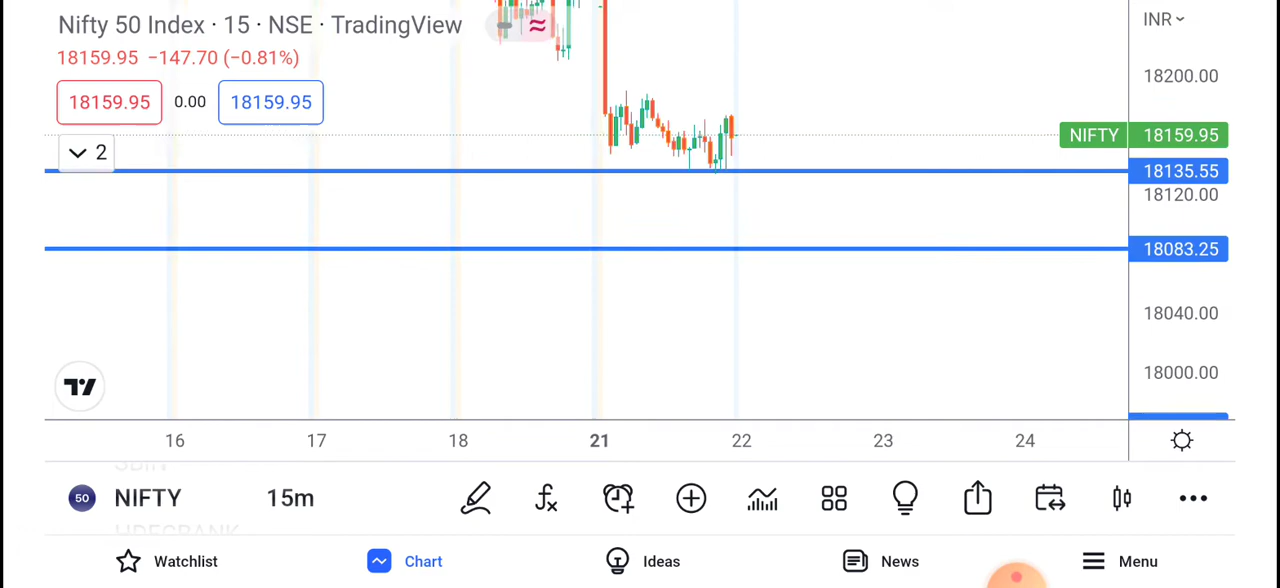 Nifty 50 Index · 15 · NSE · TradingView
INR
18159.95 −147.70 (−0.81%)
18200.00
18159.95 0.00 18159.95
NIFTY 18159.95
2
18135.55
18120.00
18083.25
18040.00
18000.00
16 17 18 21 22 23 24
50 NIFTY 15m
HDFCBANK
Watchlist Chart Ideas News Menu